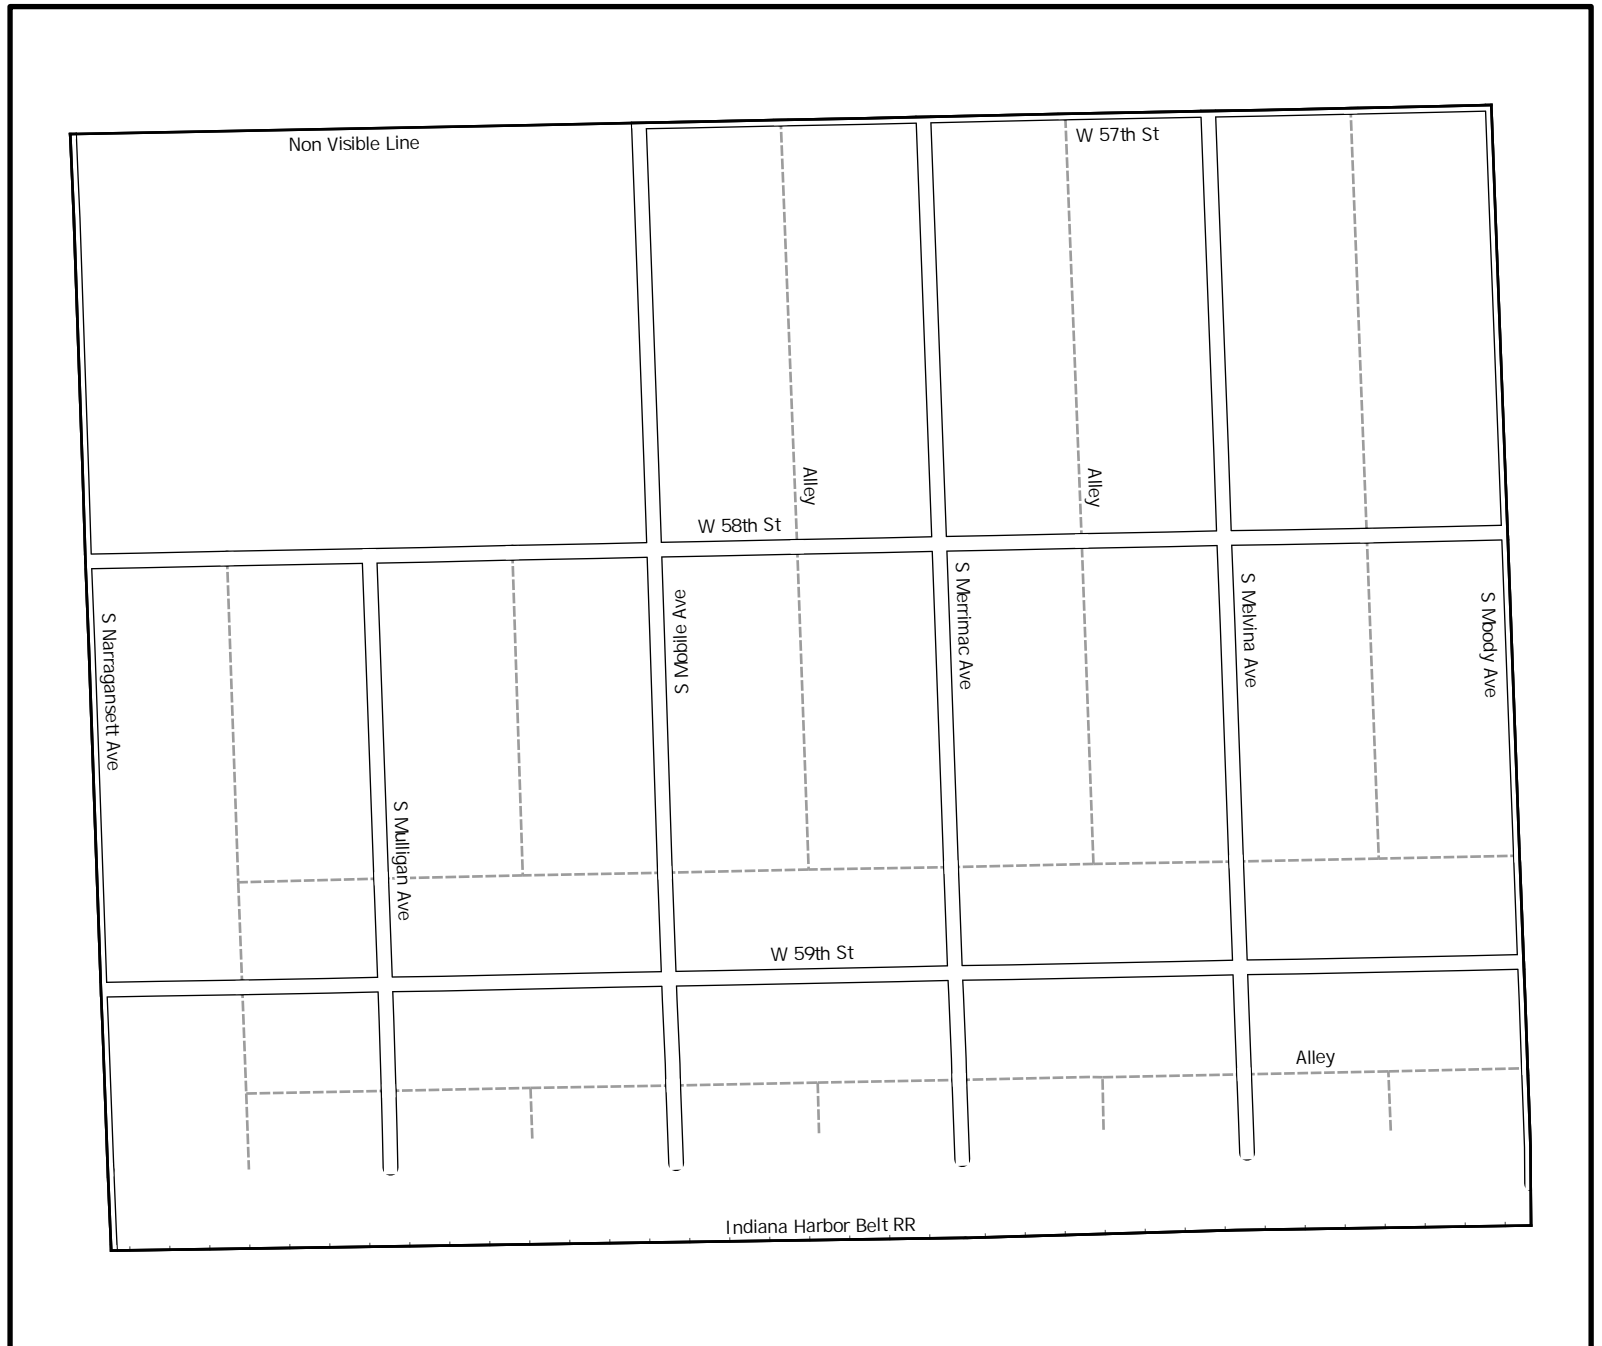 W 57th St
Non Visible Line
Alley
Alley
W 58th St
S Narragansett Ave
S Mulligan Ave
S Mobile Ave
S Merrimac Ave
S Melvina Ave
S Moody Ave
W 59th St
Alley
Indiana Harbor Belt RR